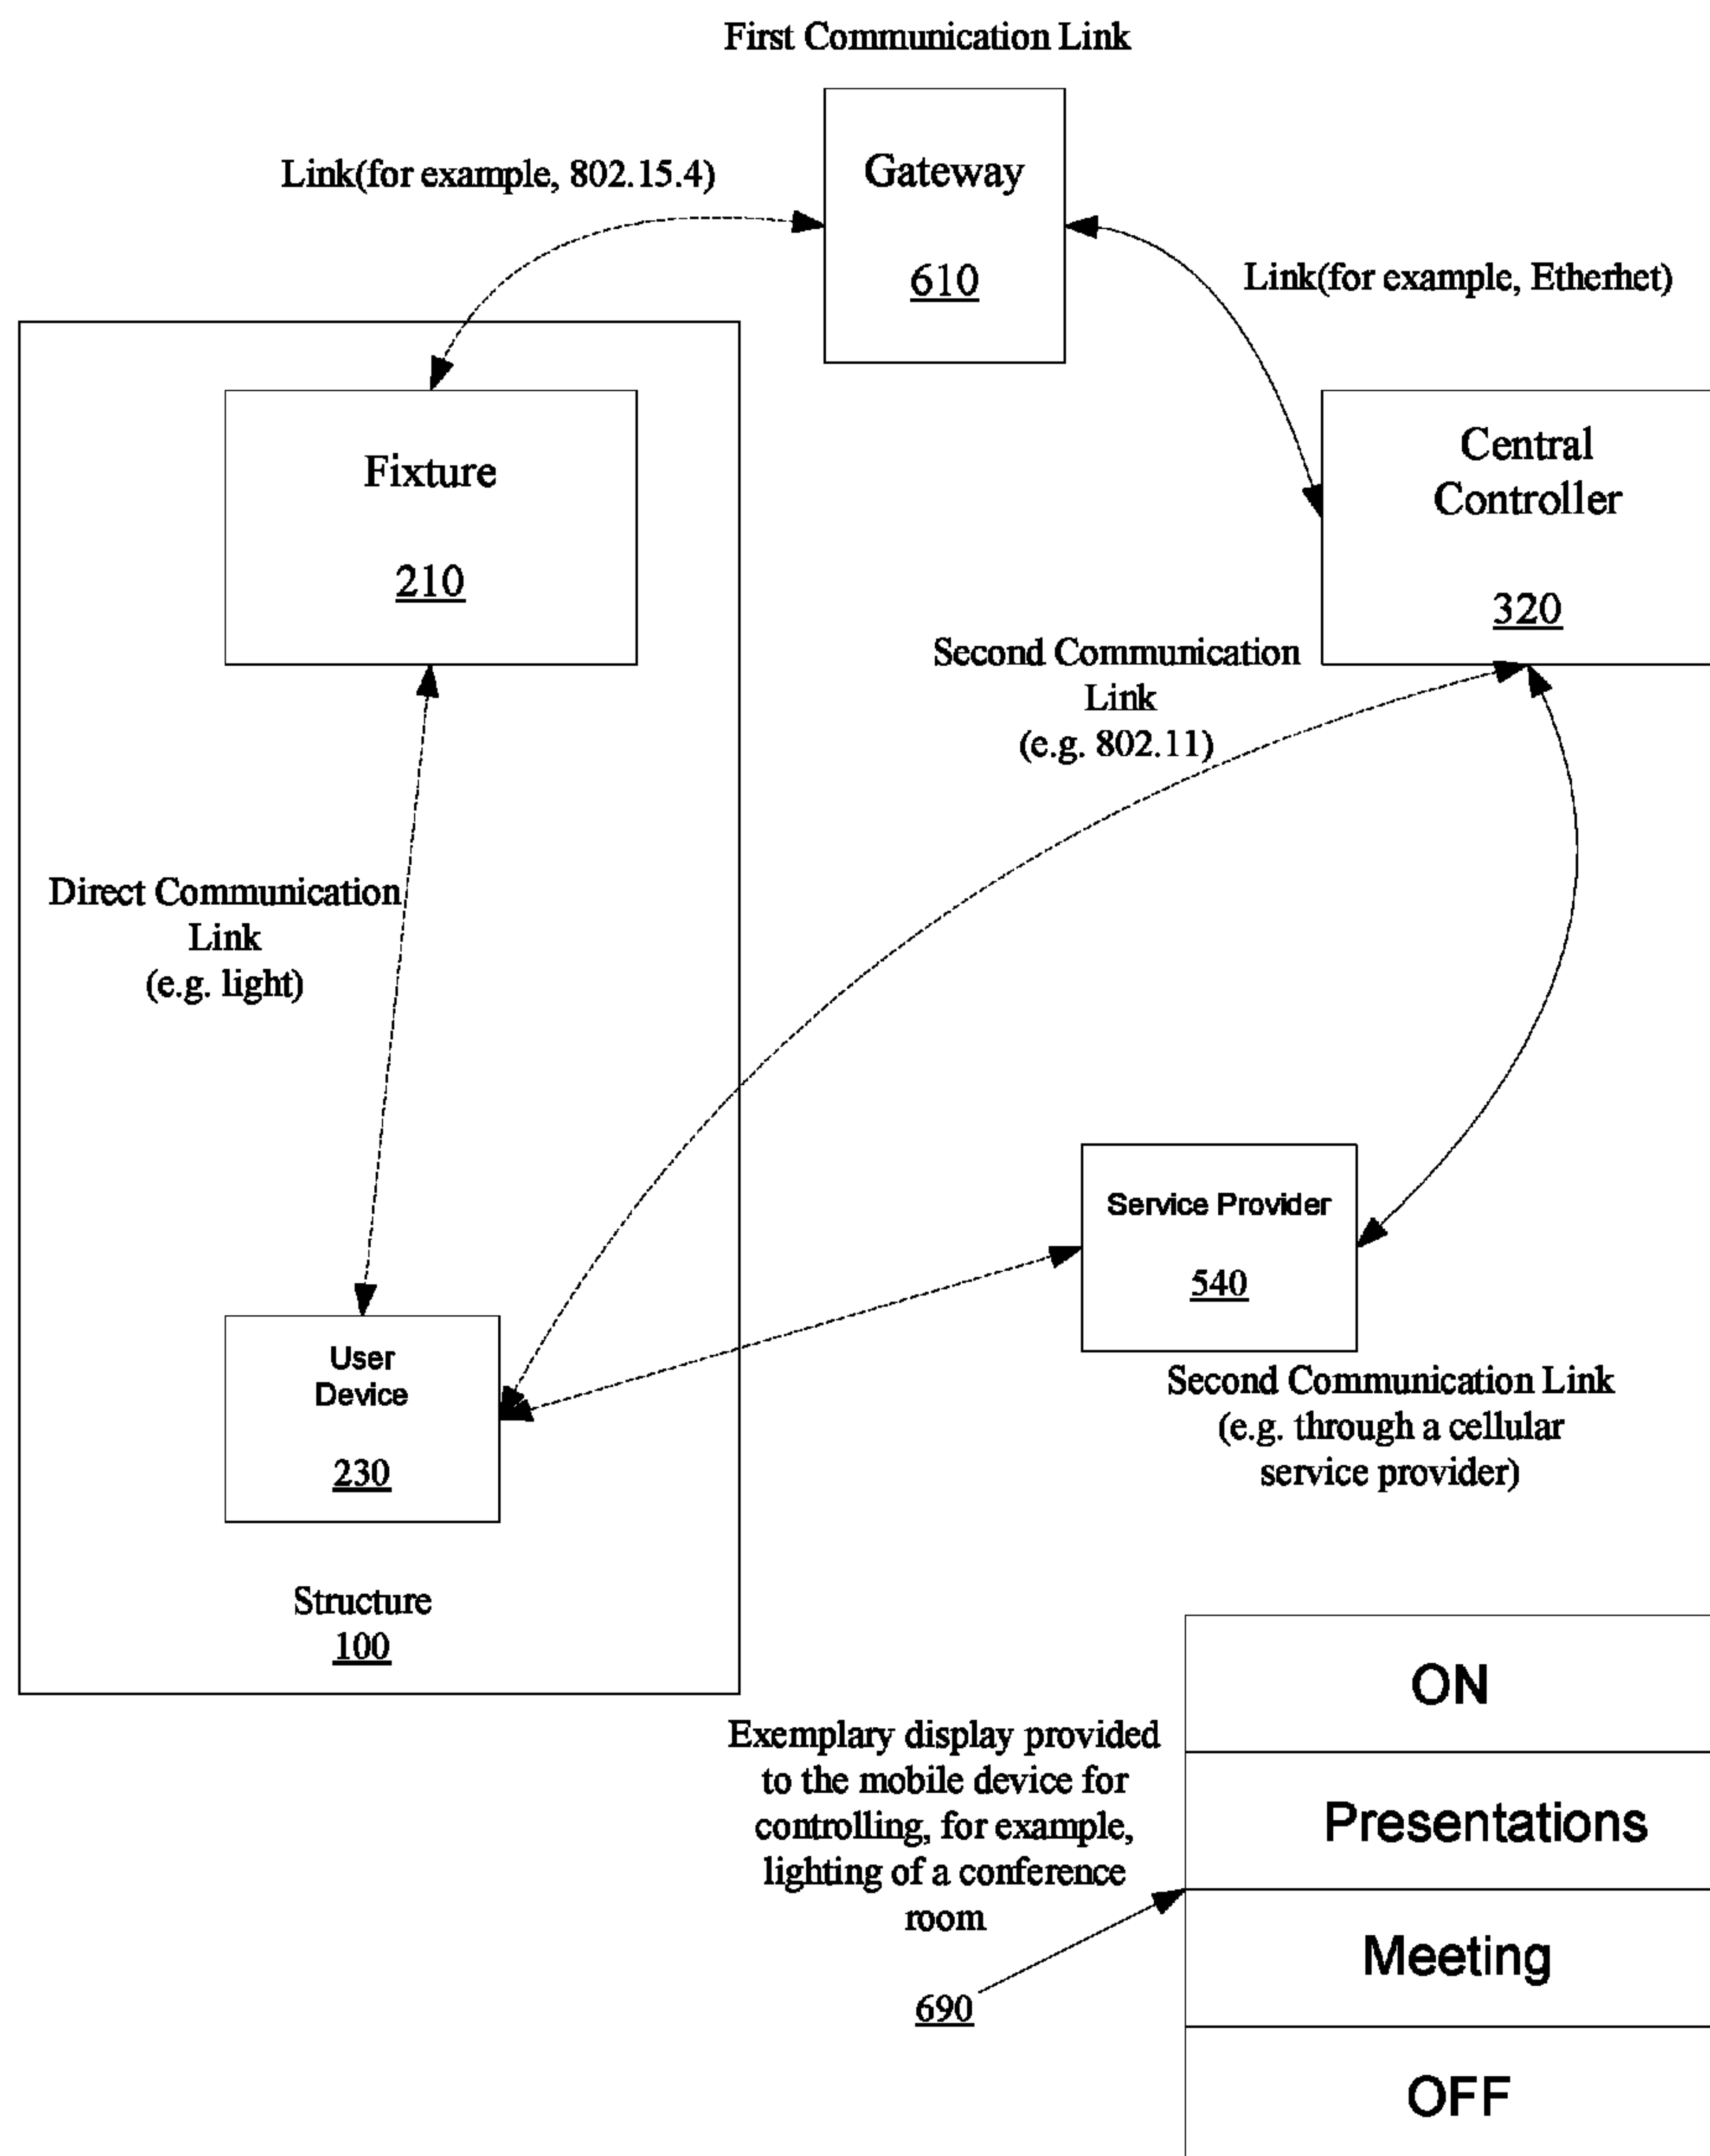 First Communication Link
Gateway
610
Link(for example, 802.15.4)
Link(for example, Etherhet)
Fixture
210
Central
Controller
320
Second Communication
Link
(e.g. 802.11)
Direct Communication
Link
(e.g. light)
Service Provider
540
User
Device
230
Second Communication Link
(e.g. through a cellular
service provider)
Structure
100
ON
Exemplary display provided
to the mobile device for
controlling, for example,
lighting of a conference
room
Presentations
Meeting
690
OFF